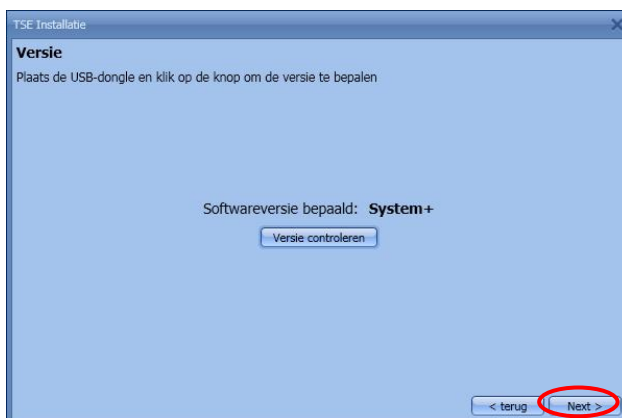 TSE Installatie
Versie
Plaats de USB-dongle en klik op de knop om de versie te bepalen
Softwareversie bepaald: System+
Versie controleren
< terug Next >